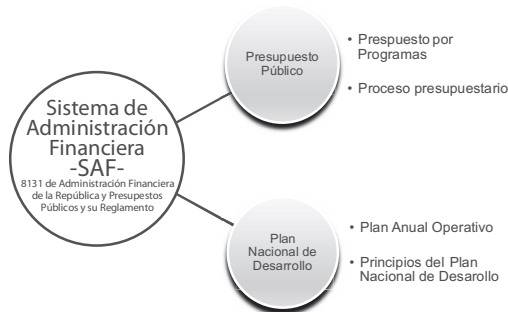 Sistema de
Administración
Financiera
-SAF-
8131 de Administración Financiera
de la República y Presupestos
Públicos y su Reglamento
Presupuesto
Público
• Prespuesto por
Programas
• Proceso presupuestario
Plan
Nacional de
Desarrollo
• Plan Anual Operativo
• Principios del Plan
Nacional de Desarollo